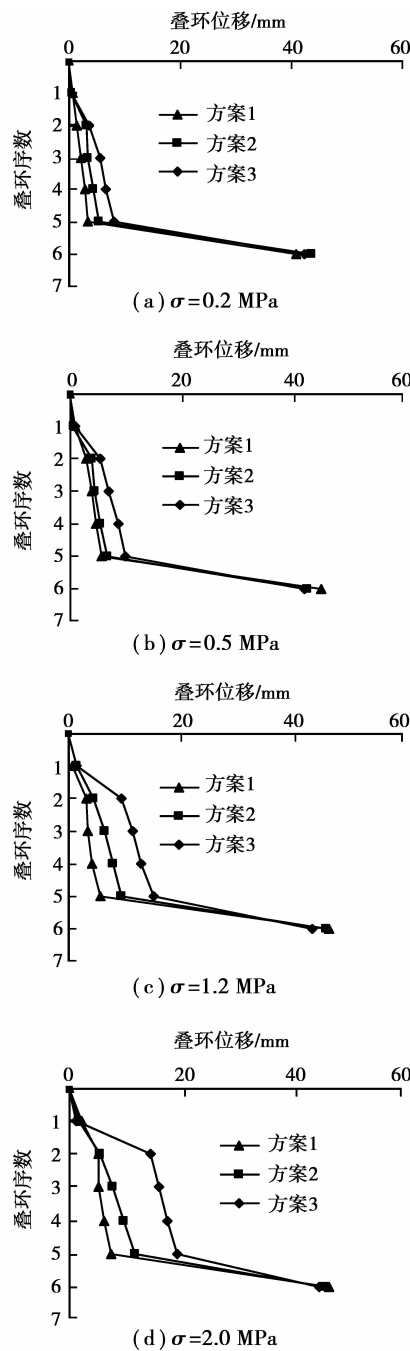 叠环位移/mm
0 20 40 60
叠环序数
1
2
3
4
5
6
7
方案1
方案2
方案3
(a) σ=0.2 MPa
叠环位移/mm
0 20 40 60
叠环序数
1
2
3
4
5
6
7
方案1
方案2
方案3
(b) σ=0.5 MPa
叠环位移/mm
0 20 40 60
叠环序数
1
2
3
4
5
6
7
方案1
方案2
方案3
(c) σ=1.2 MPa
叠环位移/mm
0 20 40 60
叠环序数
1
2
3
4
5
6
7
方案1
方案2
方案3
(d) σ=2.0 MPa